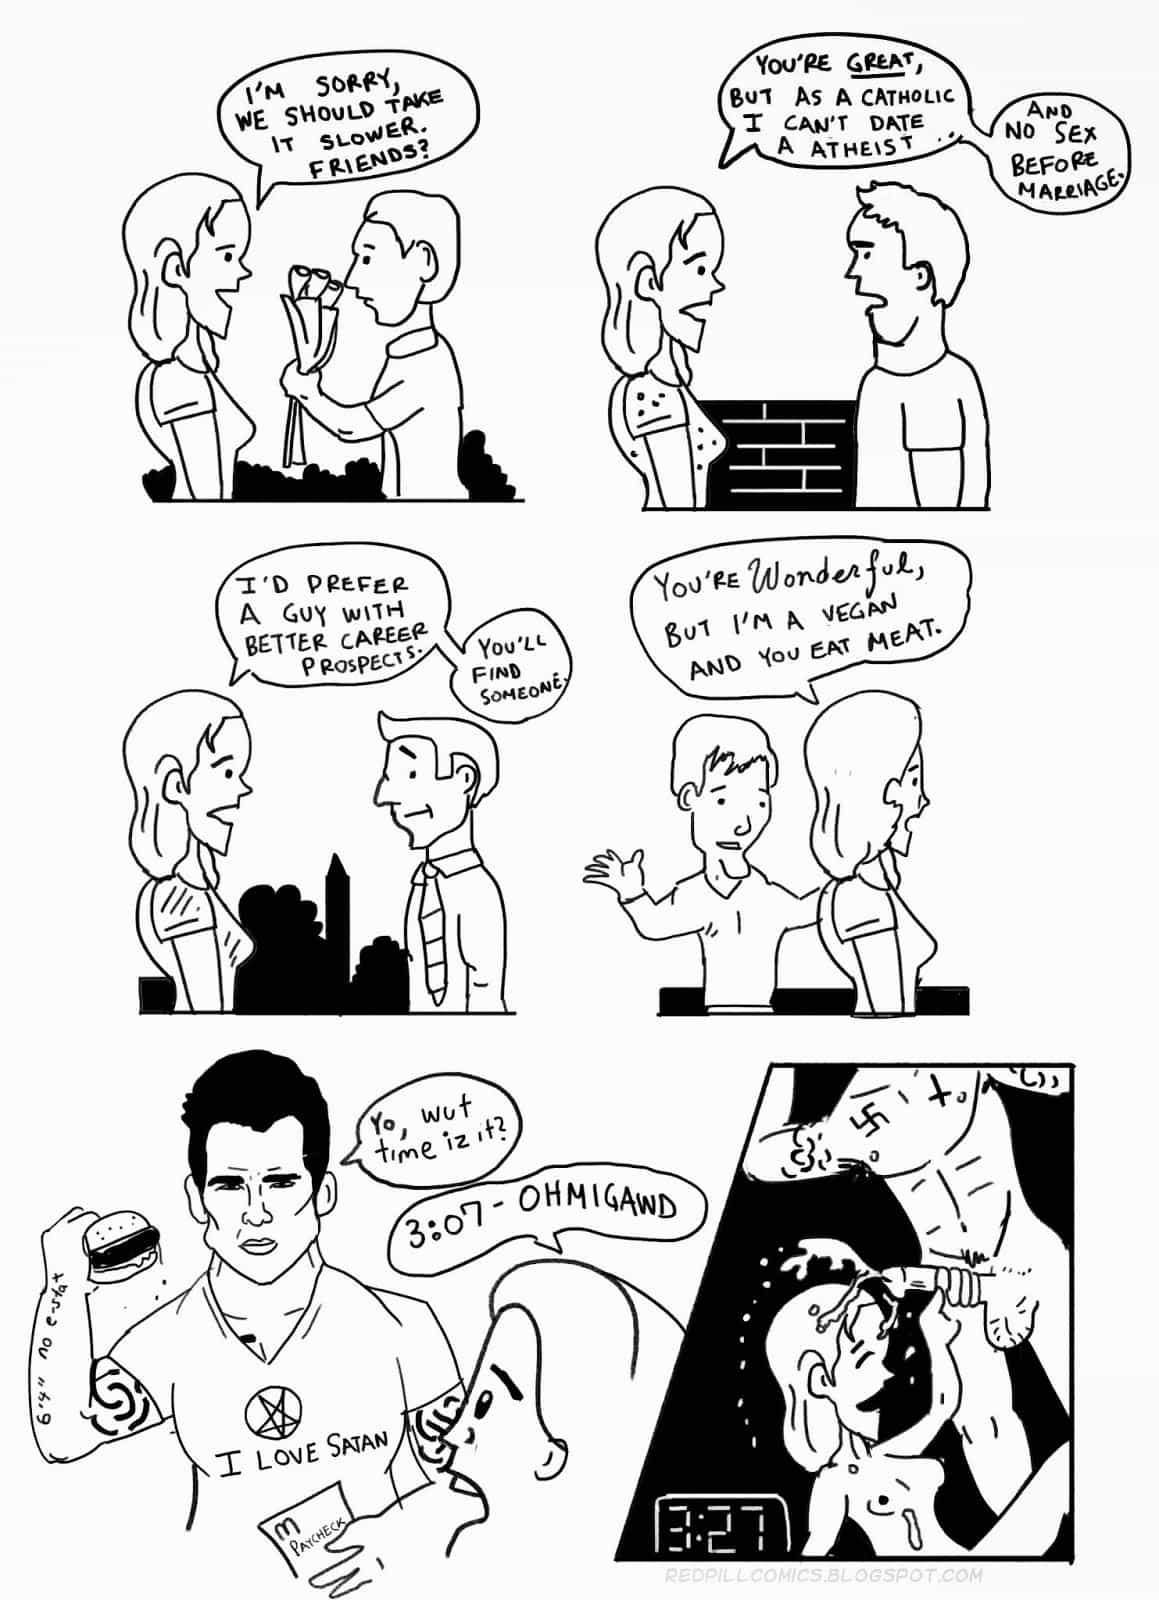 I'M SORRY,
WE SHOULD TAKE
IT SLOWER.
FRIENDS?
YOU'RE GREAT,
BUT AS A CATHOLIC
I CAN'T DATE
A ATHEIST ...
AND
NO SEX
BEFORE
MARRIAGE.
I'D PREFER
A GUY WITH
BETTER CAREER
PROSPECTS.
YOU'LL
FIND
SOMEONE.
YOU'RE Wonderful,
BUT I'M A VEGAN
AND YOU EAT MEAT.
Yo, wut
time iz it?
3:07- OHMIGAWD
6'4" no e-stat
I LOVE SATAN
M
PAYCHECK
3:27
REDPILLCOMICS.BLOGSPOT.COM